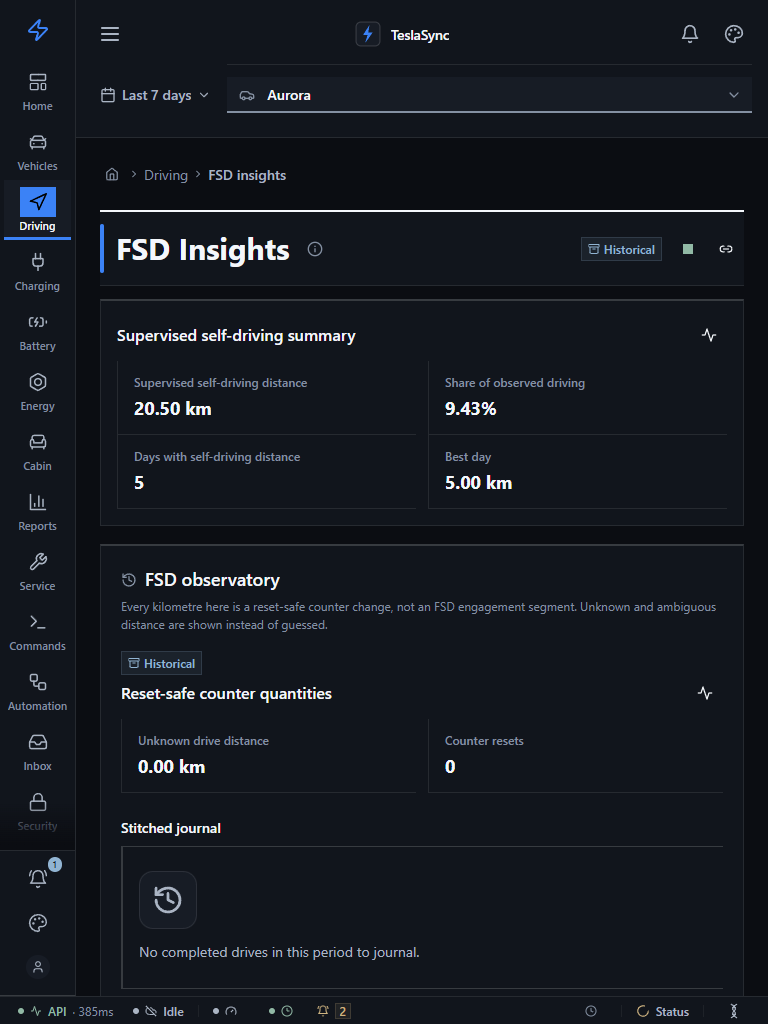 TeslaSync
Last 7 days
Aurora
Home
Vehicles
Driving
Charging
Battery
Energy
Cabin
Reports
Service
Commands
Automation
Inbox
Security
1
Driving
FSD insights
FSD Insights
Historical
Supervised self-driving summary
Supervised self-driving distance
20.50 km
Share of observed driving
9.43%
Days with self-driving distance
5
Best day
5.00 km
FSD observatory
Every kilometre here is a reset-safe counter change, not an FSD engagement segment. Unknown and ambiguous
distance are shown instead of guessed.
Historical
Reset-safe counter quantities
Unknown drive distance
0.00 km
Counter resets
0
Stitched journal
No completed drives in this period to journal.
API · 385ms
Idle
2
Status